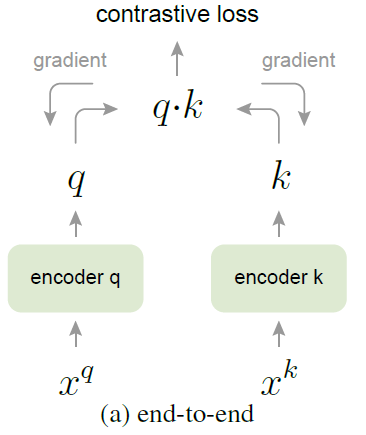 contrastive loss
gradient gradient
q·k
q k
encoder q encoder k
x^q x^k
(a) end-to-end